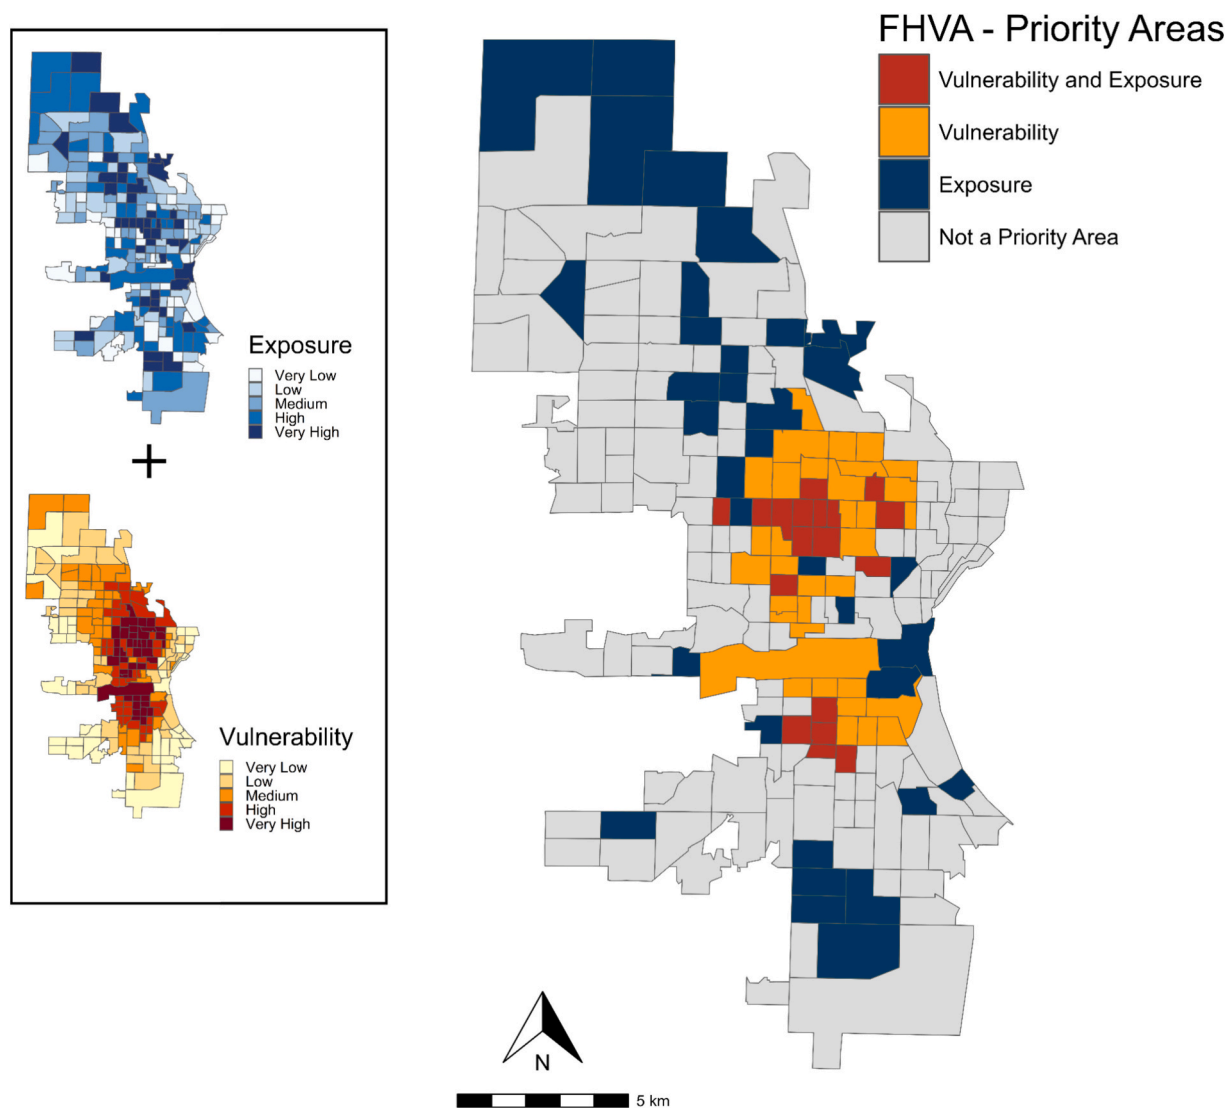 FHVA - Priority Areas
Vulnerability and Exposure
Vulnerability
Exposure
Not a Priority Area
Exposure
Very Low
Low
Medium
High
Very High
+
Vulnerability
Very Low
Low
Medium
High
Very High
N
5 km